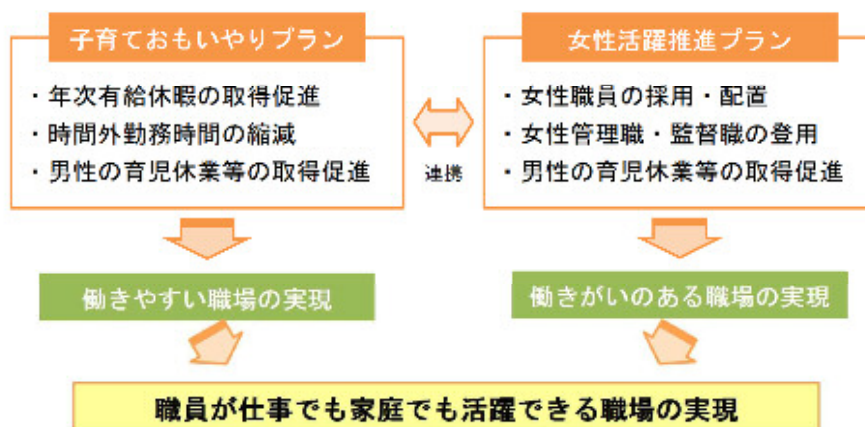 子育ておもいやりプラン
・年次有給休暇の取得促進
・時間外勤務時間の縮減
・男性の育児休業等の取得促進
連携
女性活躍推進プラン
・女性職員の採用・配置
・女性管理職・監督職の登用
・男性の育児休業等の取得促進
働きやすい職場の実現
働きがいのある職場の実現
職員が仕事でも家庭でも活躍できる職場の実現